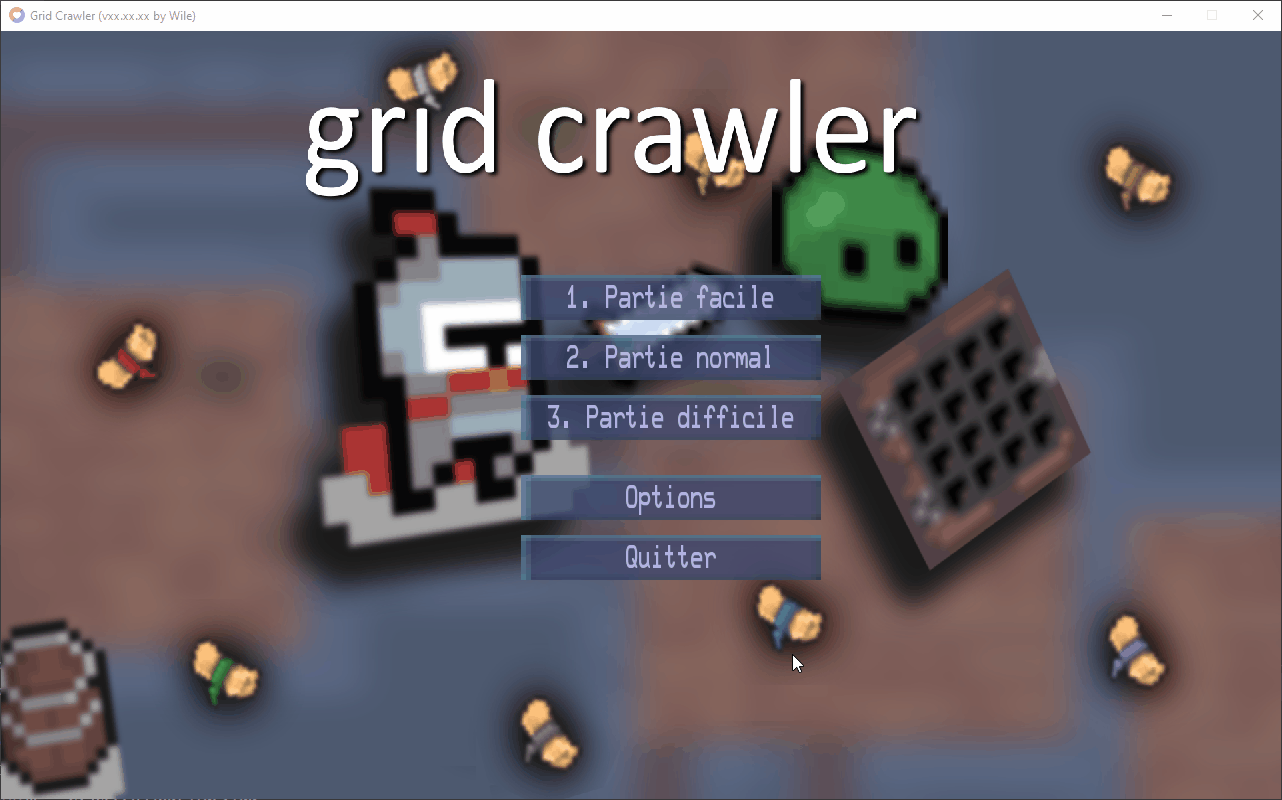 Grid Crawler (vxx.xx.xx by Wile)
grid crawler
1. Partie facile
2. Partie normal
3. Partie difficile
Options
Quitter